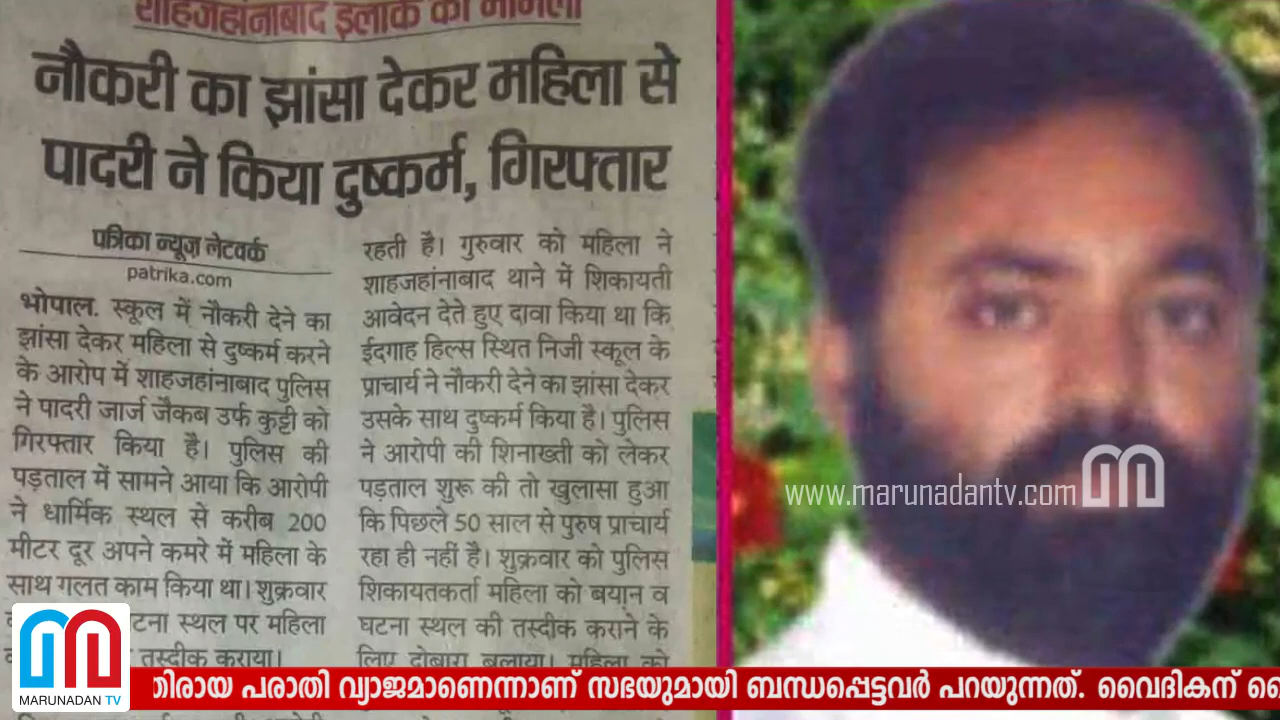 शाहजहांनाबाद इलाके का मामला
नौकरी का झांसा देकर महिला से
पादरी ने किया दुष्कर्म, गिरफ्तार
पत्रिका न्यूज़ लेटवर्क
patrika.com
भोपाल. स्कूल में नौकरी देने का
झांसा देकर महिला से दुष्कर्म करने
के आरोप में शाहजहांनाबाद पुलिस
ने पादरी जार्ज जैकब उर्फ कुट्टी को
गिरफ्तार किया है। पुलिस की
पड़ताल में सामने आया कि आरोपी
ने धार्मिक स्थल से करीब 200
मीटर दूर अपने कमरे में महिला के
साथ गलत काम किया था। शुक्रवार
स्थल पर महिला
तस्दीक कराया।
रहती है। गुरुवार को महिला ने
शाहजहांनाबाद थाने में शिकायती
आवेदन देते हुए दावा किया था कि
ईदगाह हिल्स स्थित निजी स्कूल के
प्राचार्य ने नौकरी देने का झांसा देकर
उसके साथ दुष्कर्म किया है। पुलिस
ने आरोपी की शिनाख्ती को लेकर
पड़ताल शुरू की तो खुलासा हुआ
कि पिछले 50 साल से पुरुष प्राचार्य
रहा ही नहीं है। शुक्रवार को पुलिस
शिकायतकर्ता महिला को बयान व
घटना स्थल की तस्दीक कराने के
लिए दोबारा बुलाया। महिला को
www.marunadantv.com
MARUNADAN TV
തിരായ പരാതി വ്യാജമാണെന്നാണ് സഭയുമായി ബന്ധപ്പെട്ടവർ പറയുന്നത്. വൈദികന്